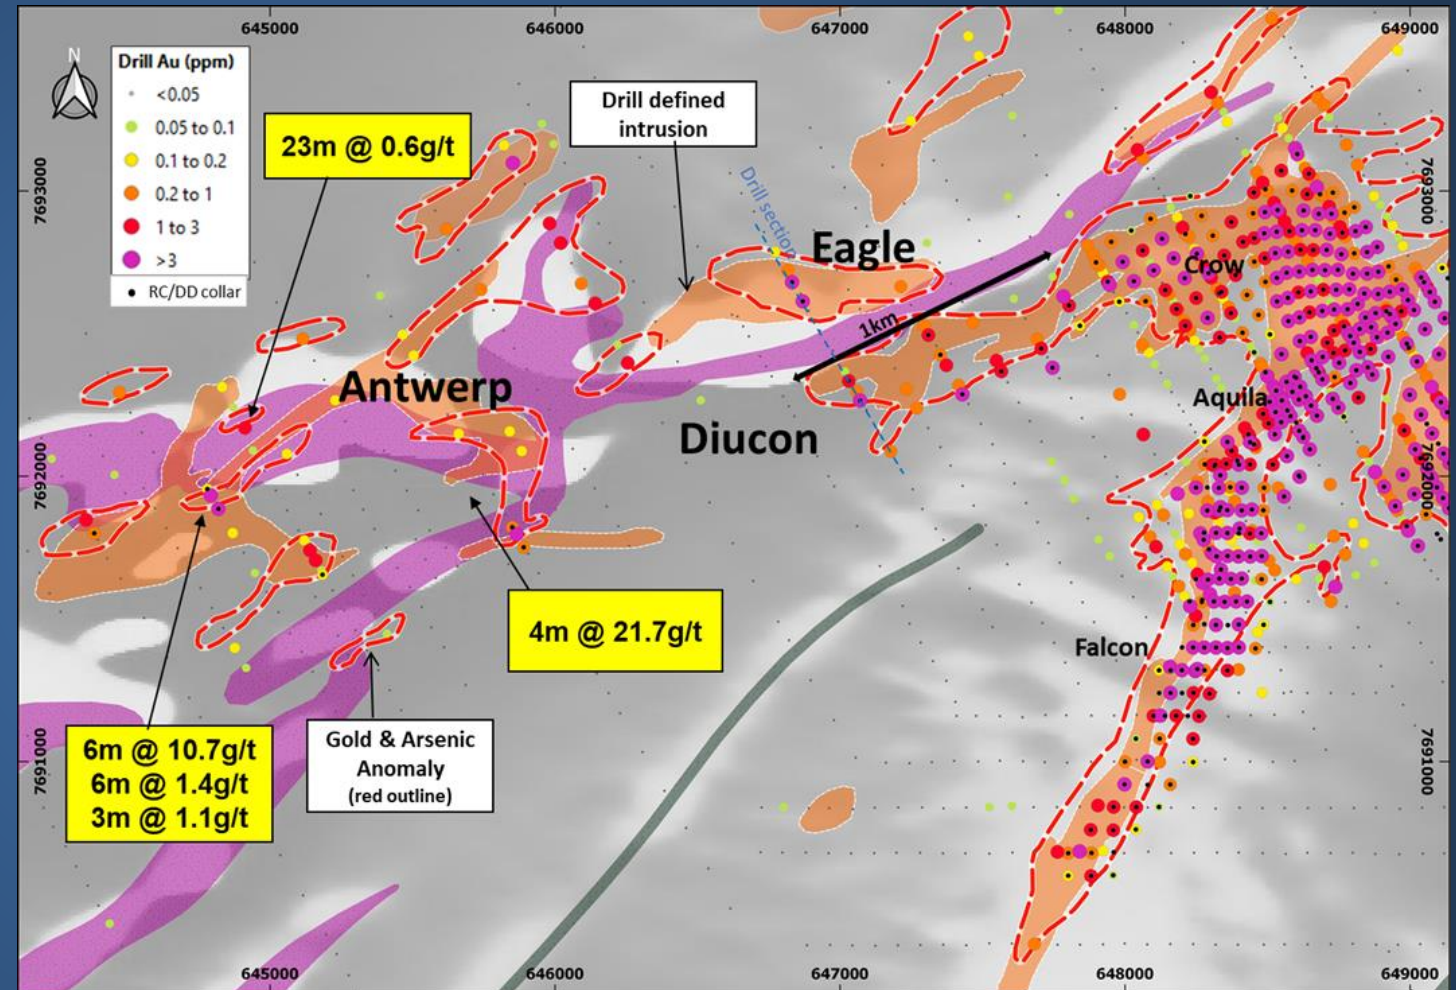 645000
646000
647000
648000
649000
N
Drill Au (ppm)
<0.05
0.05 to 0.1
0.1 to 0.2
0.2 to 1
1 to 3
>3
RC/DD collar
23m @ 0.6g/t
Drill defined
intrusion
7693000
7693000
Drill section
Eagle
Crow
1km
Antwerp
Aquila
Diucon
7692000
7692000
4m @ 21.7g/t
Falcon
6m @ 10.7g/t
6m @ 1.4g/t
3m @ 1.1g/t
Gold & Arsenic
Anomaly
(red outline)
7691000
7691000
645000
646000
647000
648000
649000